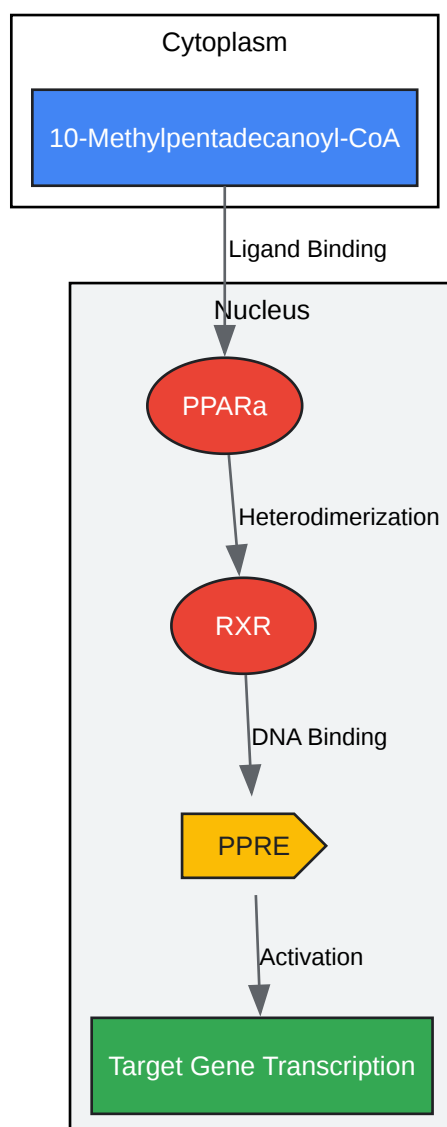 Cytoplasm
10-Methylpentadecanoyl-CoA
Ligand Binding
Nucleus
PPARa
Heterodimerization
RXR
DNA Binding
PPRE
Activation
Target Gene Transcription